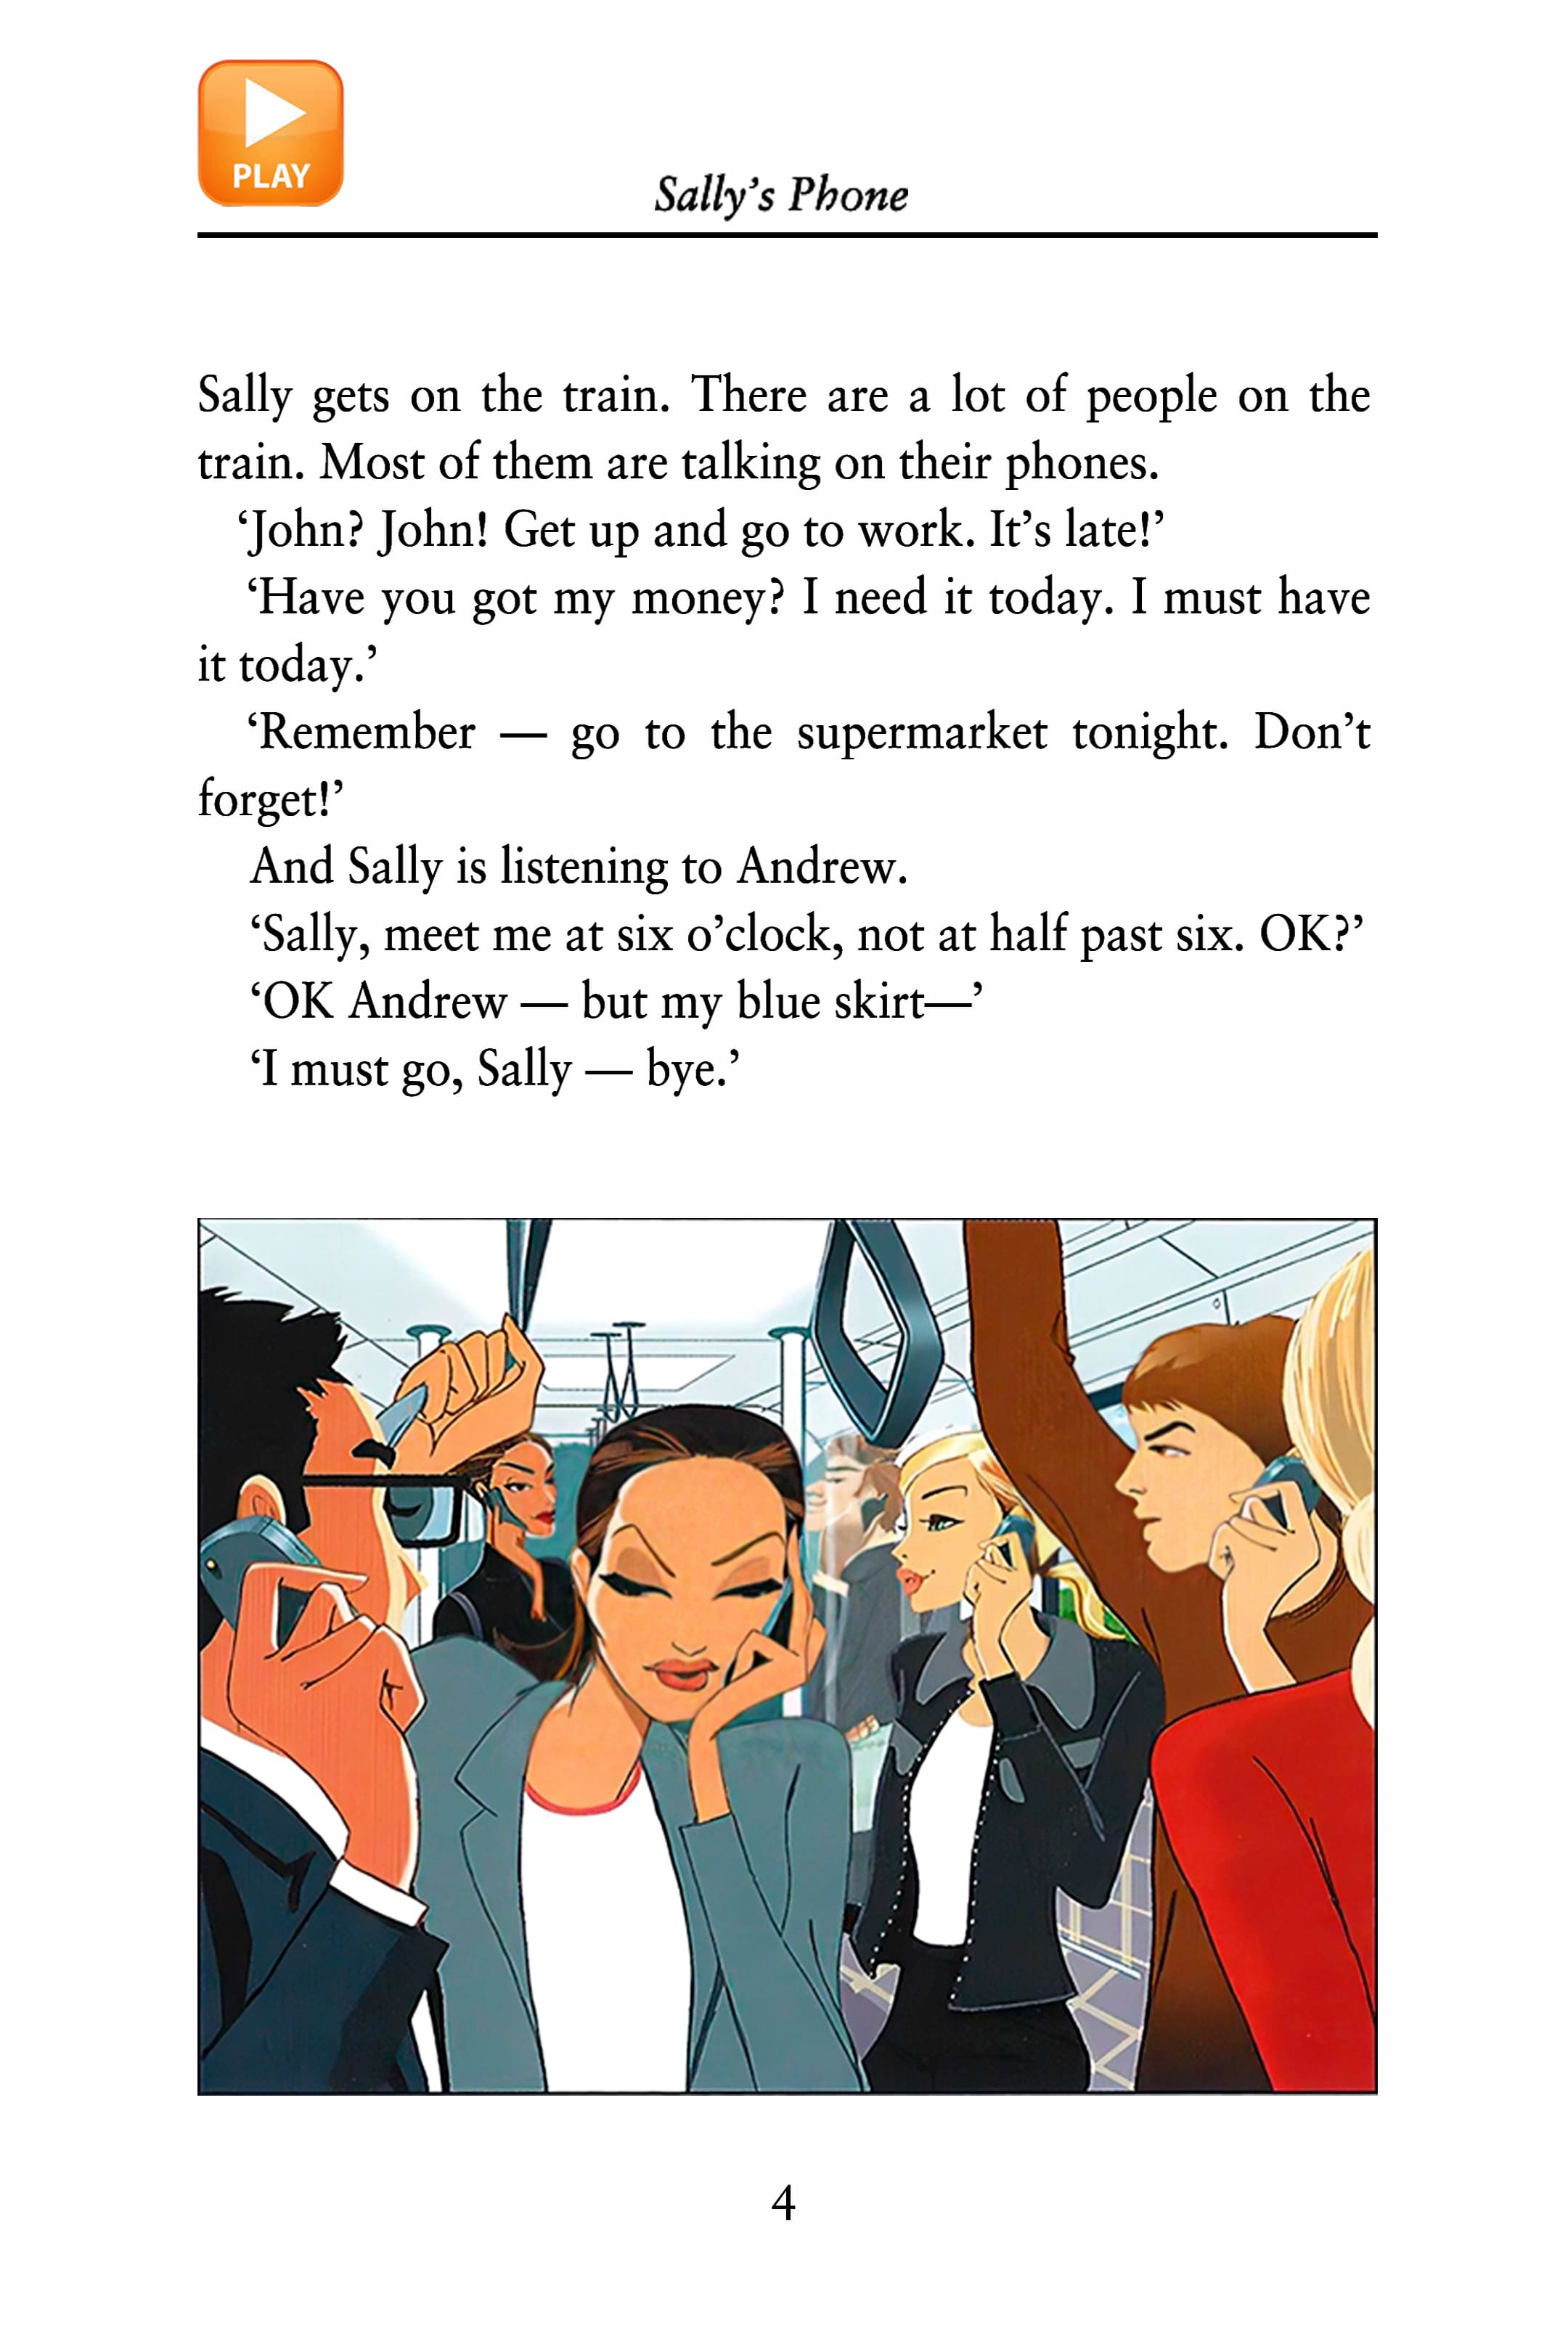 PLAY
Sally’s Phone
Sally gets on the train. There are a lot of people on the
train. Most of them are talking on their phones.
‘John? John! Get up and go to work. It’s late!’
‘Have you got my money? I need it today. I must have
it today.’
‘Remember — go to the supermarket tonight. Don’t
forget!’
And Sally is listening to Andrew.
‘Sally, meet me at six o’clock, not at half past six. OK?’
‘OK Andrew — but my blue skirt—’
‘I must go, Sally — bye.’
4